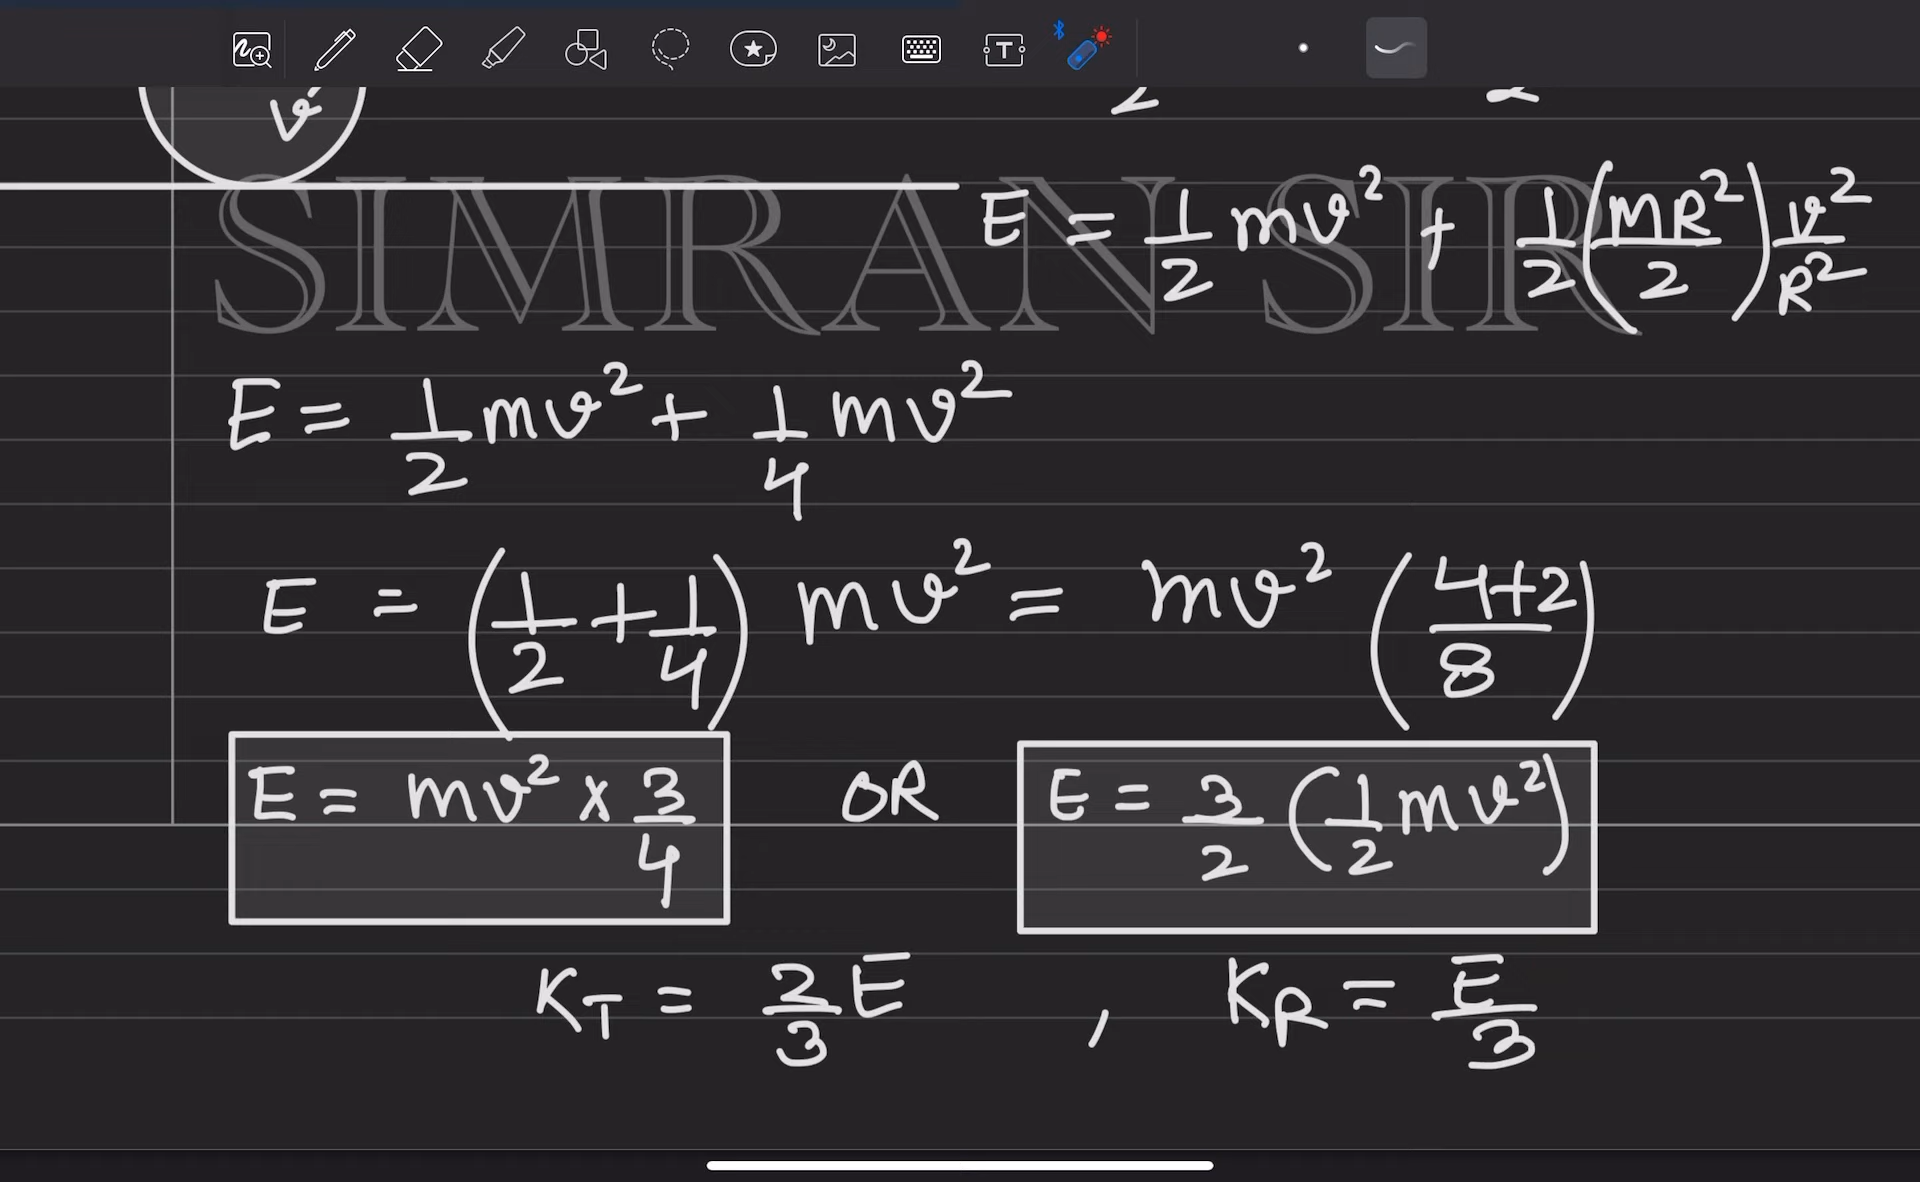 v
2 2
SIMRAN SIR
E = 1/2 mv² + 1/2 (MR²/2) v²/R²
E = 1/2 mv² + 1/4 mv²
E = (1/2 + 1/4) mv² = mv² (4+2/8)
E = mv² x 3/4 OR E = 3/2 (1/2 mv²)
K_T = 2/3 E , K_R = E/3